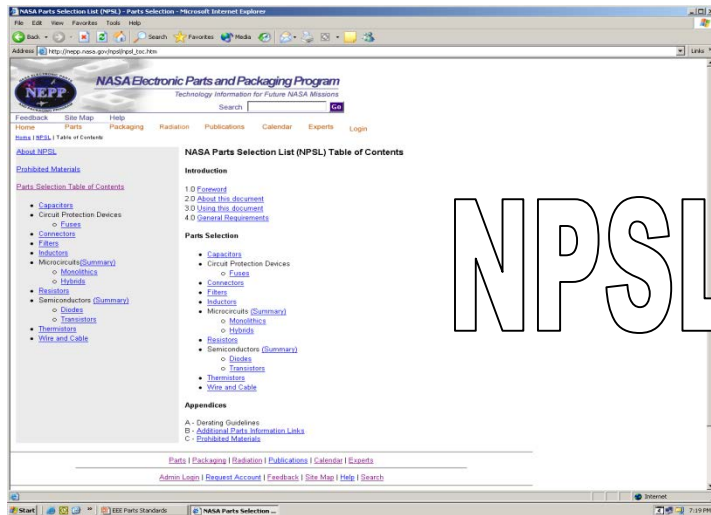 NASA Parts Selection List (NPSL) - Parts Selection - Microsoft Internet Explorer
File Edit View Favorites Tools Help
Back Search Favorites Media
Address http://nepp.nasa.gov/npsl/npsl_toc.htm Links
NEPP
NASA Electronic Parts and Packaging Program
Technology Information for Future NASA Missions
Search Go
Feedback Site Map Help
Home Parts Packaging Radiation Publications Calendar Experts Login
Home | NPSL | Table of Contents
About NPSL
Prohibited Materials
Parts Selection Table of Contents
Capacitors
Circuit Protection Devices
Fuses
Connectors
Filters
Inductors
Microcircuits(Summary)
Monolithics
Hybrids
Resistors
Semiconductors (Summary)
Diodes
Transistors
Thermistors
Wire and Cable
NASA Parts Selection List (NPSL) Table of Contents
Introduction
1.0 Foreword
2.0 About this document
3.0 Using this document
4.0 General Requirements
Parts Selection
Capacitors
Circuit Protection Devices
Fuses
Connectors
Filters
Inductors
Microcircuits (Summary)
Monolithics
Hybrids
Resistors
Semiconductors (Summary)
Diodes
Transistors
Thermistors
Wire and Cable
Appendices
A - Derating Guidelines
B - Additional Parts Information Links
C - Prohibited Materials
NPSL
Parts | Packaging | Radiation | Publications | Calendar | Experts
Admin Login | Request Account | Feedback | Site Map | Help | Search
Internet
Start EEE Parts Standards NASA Parts Selection ... 7:19 PM